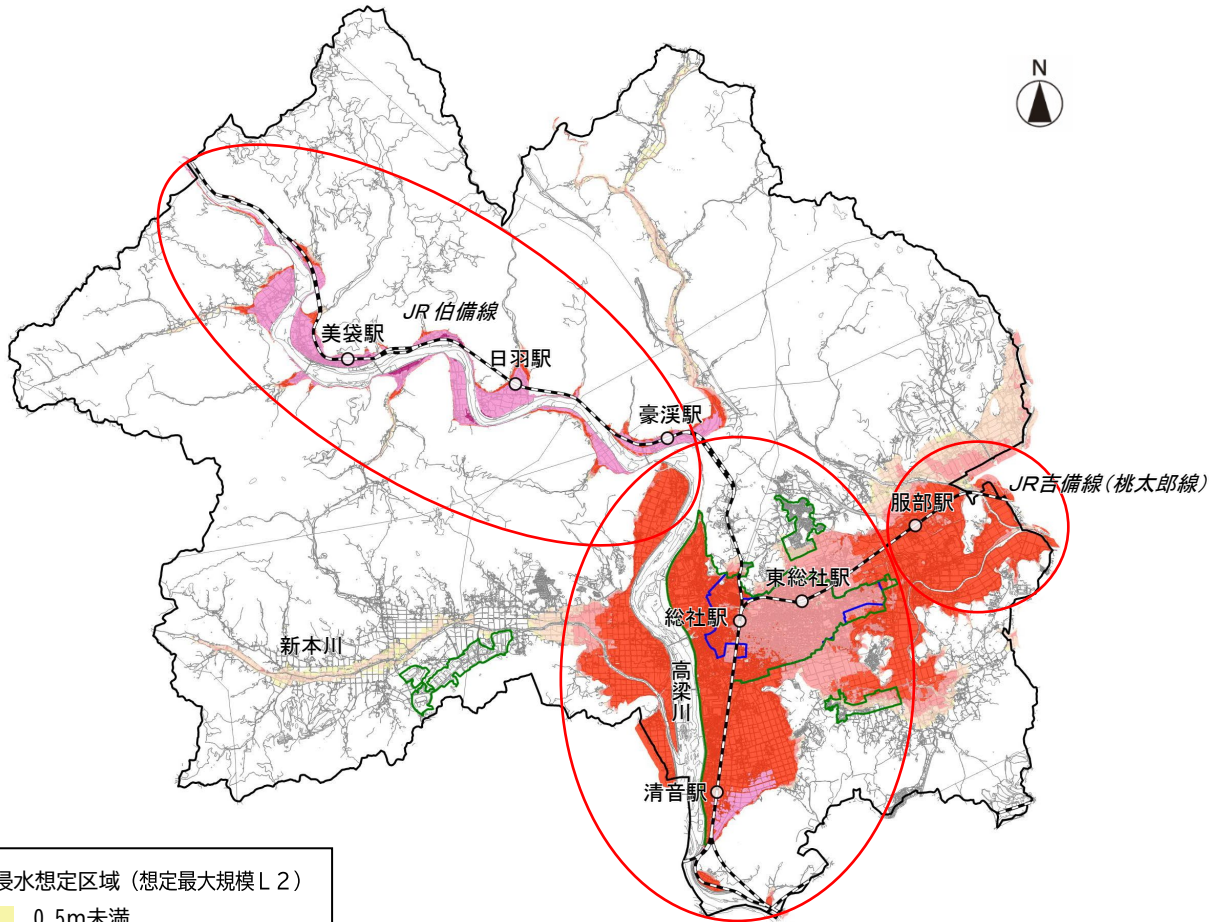 N
JR 伯備線
美袋駅
日羽駅
豪渓駅
JR吉備線(桃太郎線)
服部駅
東総社駅
総社駅
新本川
高梁川
清音駅
浸水想定区域（想定最大規模L2）
0.5m未満